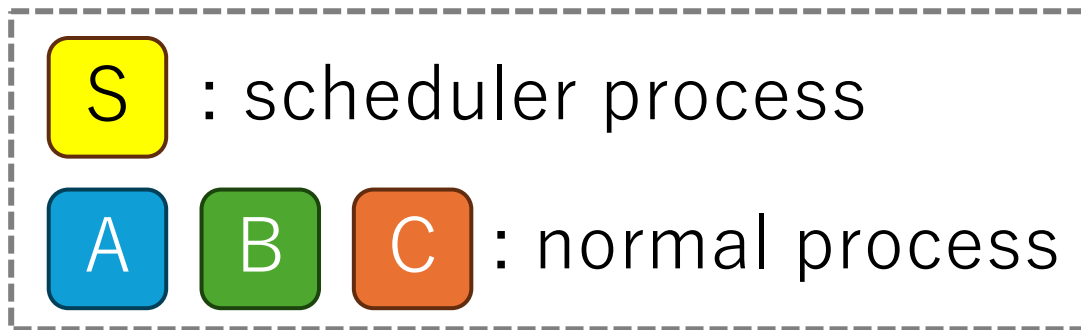 S : scheduler process
A B C : normal process